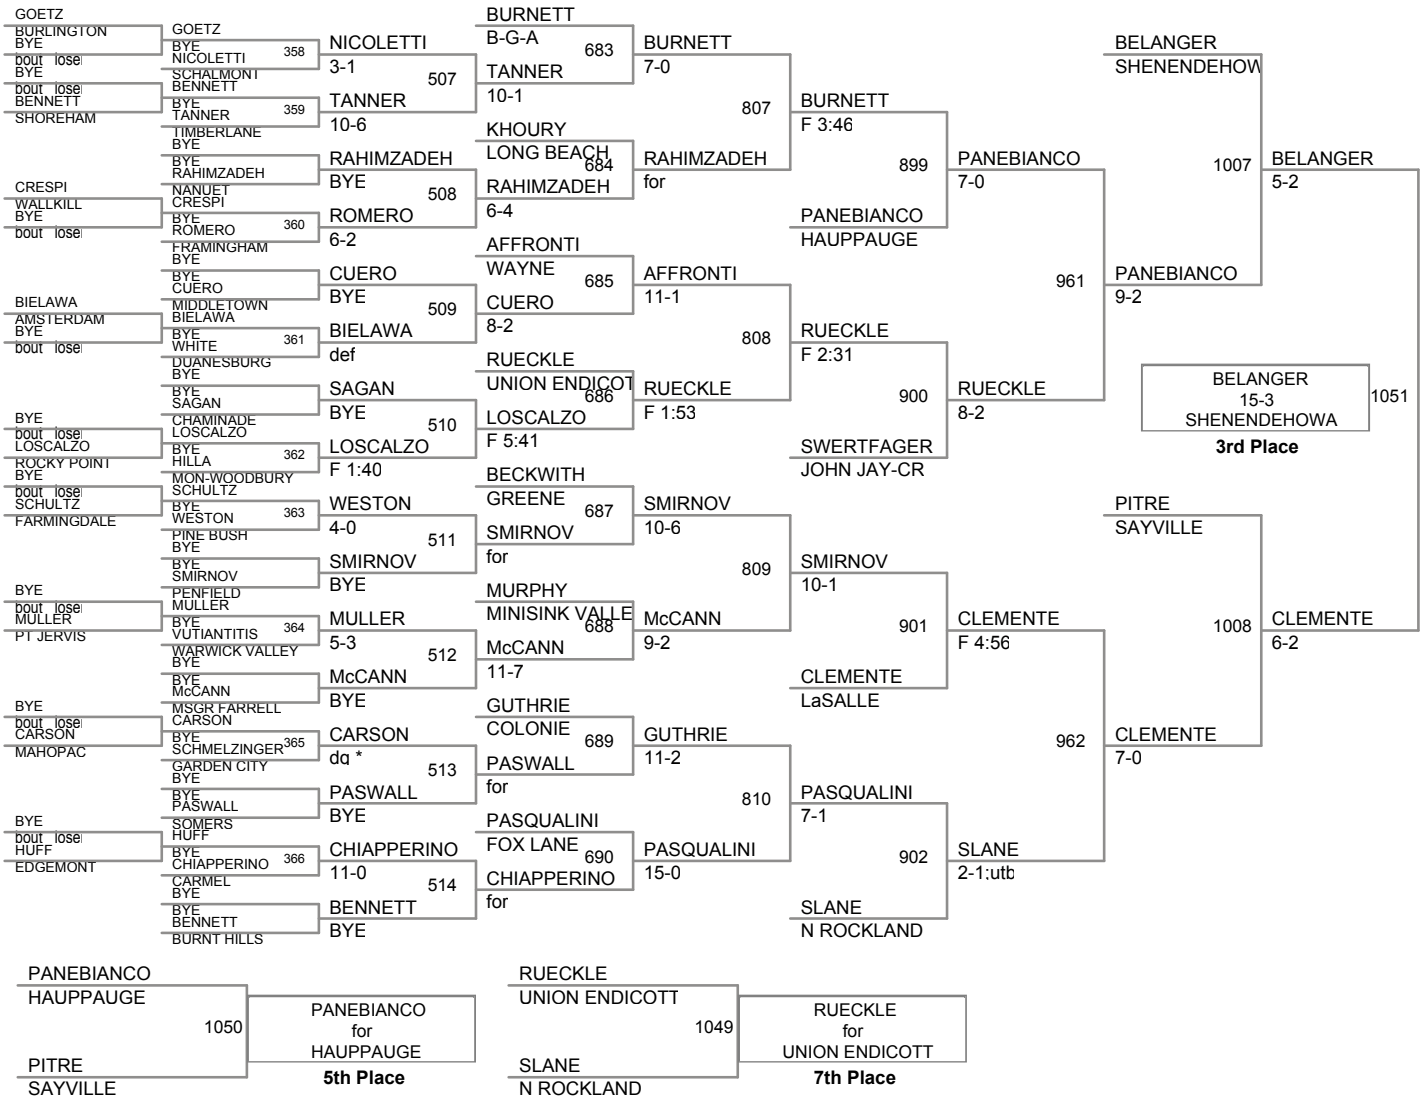 GOETZ
BURLINGTON
BYE
bout loser
BYE
bout loser
BENNETT
SHOREHAM
CRESPI
WALLKILL
BYE
bout loser
BIELAWA
AMSTERDAM
BYE
bout loser
BYE
bout loser
LOSCALZO
ROCKY POINT
BYE
bout loser
SCHULTZ
FARMINGDALE
BYE
bout loser
MULLER
PT JERVIS
BYE
bout loser
CARSON
MAHOPAC
BYE
bout loser
HUFF
EDGEMONT
GOETZ
BYE
358
NICOLETTI
SCHALMONT
BENNETT
BYE
359
TANNER
TIMBERLANE
BYE
BYE
RAHIMZADEH
NANUET
CRESPI
BYE
360
ROMERO
FRAMINGHAM
BYE
BYE
CUERO
MIDDLETOWN
BIELAWA
BYE
361
WHITE
DUANESBURG
BYE
BYE
SAGAN
CHAMINADE
LOSCALZO
BYE
362
HILLA
MON-WOODBURY
SCHULTZ
BYE
363
WESTON
PINE BUSH
BYE
BYE
SMIRNOV
PENFIELD
MULLER
BYE
364
VUTIANTITIS
WARWICK VALLEY
BYE
BYE
McCANN
MSGR FARRELL
CARSON
BYE
365
SCHMELZINGER
GARDEN CITY
BYE
BYE
PASWALL
SOMERS
HUFF
BYE
366
CHIAPPERINO
CARMEL
BYE
BYE
BENNETT
BURNT HILLS
NICOLETTI
3-1
507
TANNER
10-6
RAHIMZADEH
BYE
508
ROMERO
6-2
CUERO
BYE
509
BIELAWA
def
SAGAN
BYE
510
LOSCALZO
F 1:40
WESTON
4-0
511
SMIRNOV
BYE
MULLER
5-3
512
McCANN
BYE
CARSON
dq *
513
PASWALL
BYE
CHIAPPERINO
11-0
514
BENNETT
BYE
BURNETT
B-G-A
683
TANNER
10-1
KHOURY
LONG BEACH
684
RAHIMZADEH
6-4
AFFRONTI
WAYNE
685
CUERO
8-2
RUECKLE
UNION ENDICOT
686
LOSCALZO
F 5:41
BECKWITH
GREENE
687
SMIRNOV
for
MURPHY
MINISINK VALLE
688
McCANN
11-7
GUTHRIE
COLONIE
689
PASWALL
for
PASQUALINI
FOX LANE
690
CHIAPPERINO
for
BURNETT
7-0
807
RAHIMZADEH
for
AFFRONTI
11-1
808
RUECKLE
F 1:53
SMIRNOV
10-6
809
McCANN
9-2
GUTHRIE
11-2
810
PASQUALINI
15-0
BURNETT
F 3:46
899
PANEBIANCO
HAUPPAUGE
RUECKLE
F 2:31
900
SWERTFAGER
JOHN JAY-CR
SMIRNOV
10-1
901
CLEMENTE
LaSALLE
PASQUALINI
7-1
902
SLANE
N ROCKLAND
PANEBIANCO
7-0
961
RUECKLE
8-2
CLEMENTE
F 4:56
962
SLANE
2-1;utb
BELANGER
SHENENDEHOW
1007
PANEBIANCO
9-2
PITRE
SAYVILLE
1008
CLEMENTE
7-0
BELANGER
5-2
1051
CLEMENTE
6-2
BELANGER
15-3
SHENENDEHOWA
3rd Place
PANEBIANCO
HAUPPAUGE
1050
PITRE
SAYVILLE
PANEBIANCO
for
HAUPPAUGE
5th Place
RUECKLE
UNION ENDICOTT
1049
SLANE
N ROCKLAND
RUECKLE
for
UNION ENDICOTT
7th Place